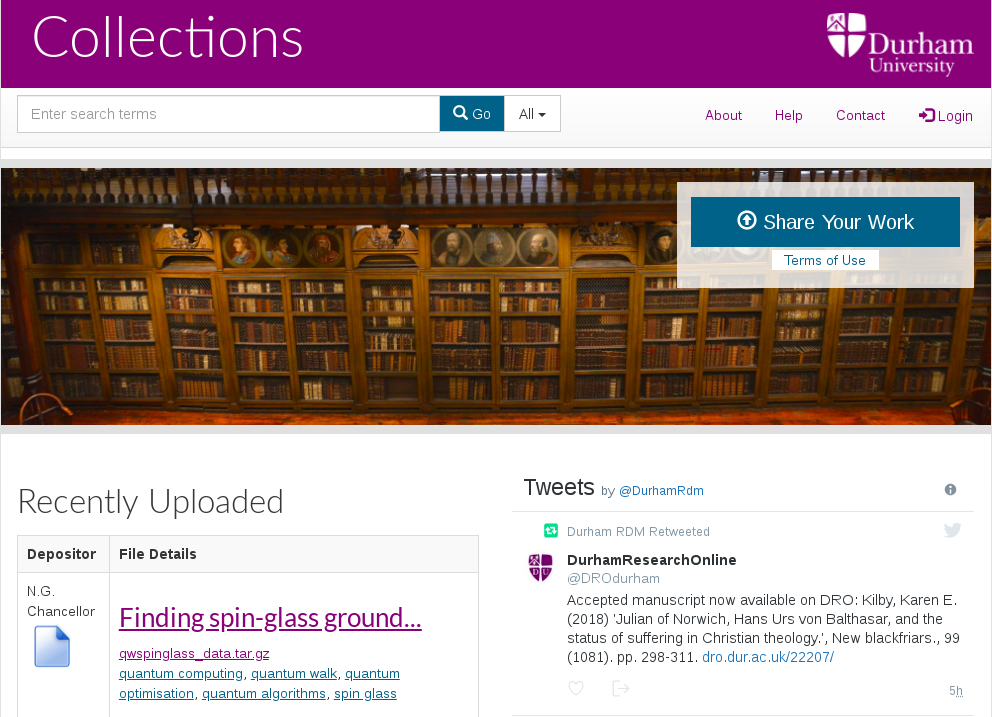 Collections
Durham
University
Enter search terms
Go
All
About
Help
Contact
Login
Share Your Work
Terms of Use
Recently Uploaded
Depositor
File Details
N.G.
Chancellor
Finding spin-glass ground...
qwspinglass_data.tar.gz
quantum computing, quantum walk, quantum
optimisation, quantum algorithms, spin glass
Tweets by @DurhamRdm
Durham RDM Retweeted
DurhamResearchOnline
@DROdurham
Accepted manuscript now available on DRO: Kilby, Karen E.
(2018) 'Julian of Norwich, Hans Urs von Balthasar, and the
status of suffering in Christian theology.', New blackfriars., 99
(1081). pp. 298-311. dro.dur.ac.uk/22207/
5h